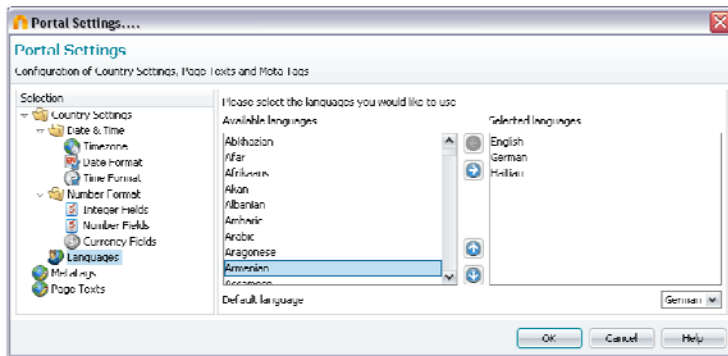 Portal Settings....
Portal Settings
Configuration of Country Settings, Page Texts and Meta Tags
Selection
Country Settings
Date & Time
Timezone
Date Format
Time Format
Number Format
Integer Fields
Number Fields
Currency Fields
Languages
Metatags
Page Texts
Please select the languages you would like to use
Available languages
Abkhazian
Afar
Afrikaans
Akan
Albanian
Amharic
Arabic
Aragonese
Armenian
Assamese
Selected languages
English
German
Haitian
Default language
German
OK
Cancel
Help